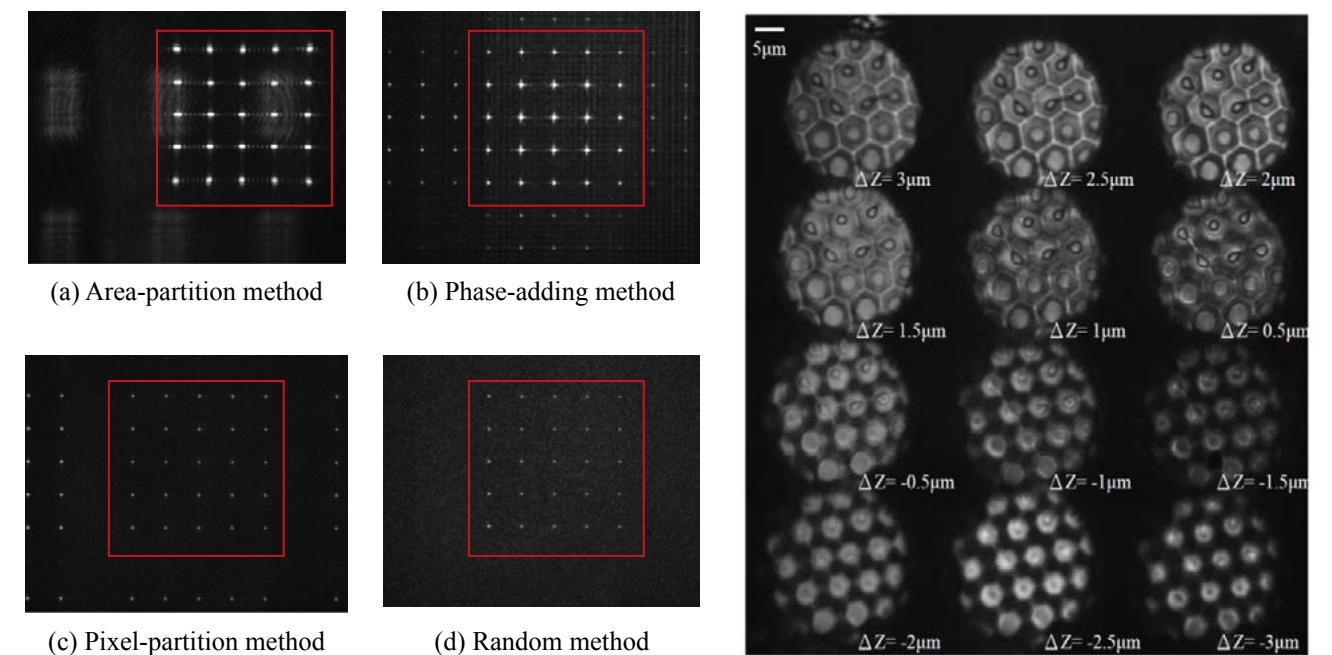 (a) Area-partition method
(b) Phase-adding method
(c) Pixel-partition method
(d) Random method
5μm
ΔZ= 3μm
ΔZ= 2.5μm
ΔZ= 2μm
ΔZ= 1.5μm
ΔZ= 1μm
ΔZ= 0.5μm
ΔZ= -0.5μm
ΔZ= -1μm
ΔZ= -1.5μm
ΔZ= -2μm
ΔZ= -2.5μm
ΔZ= -3μm